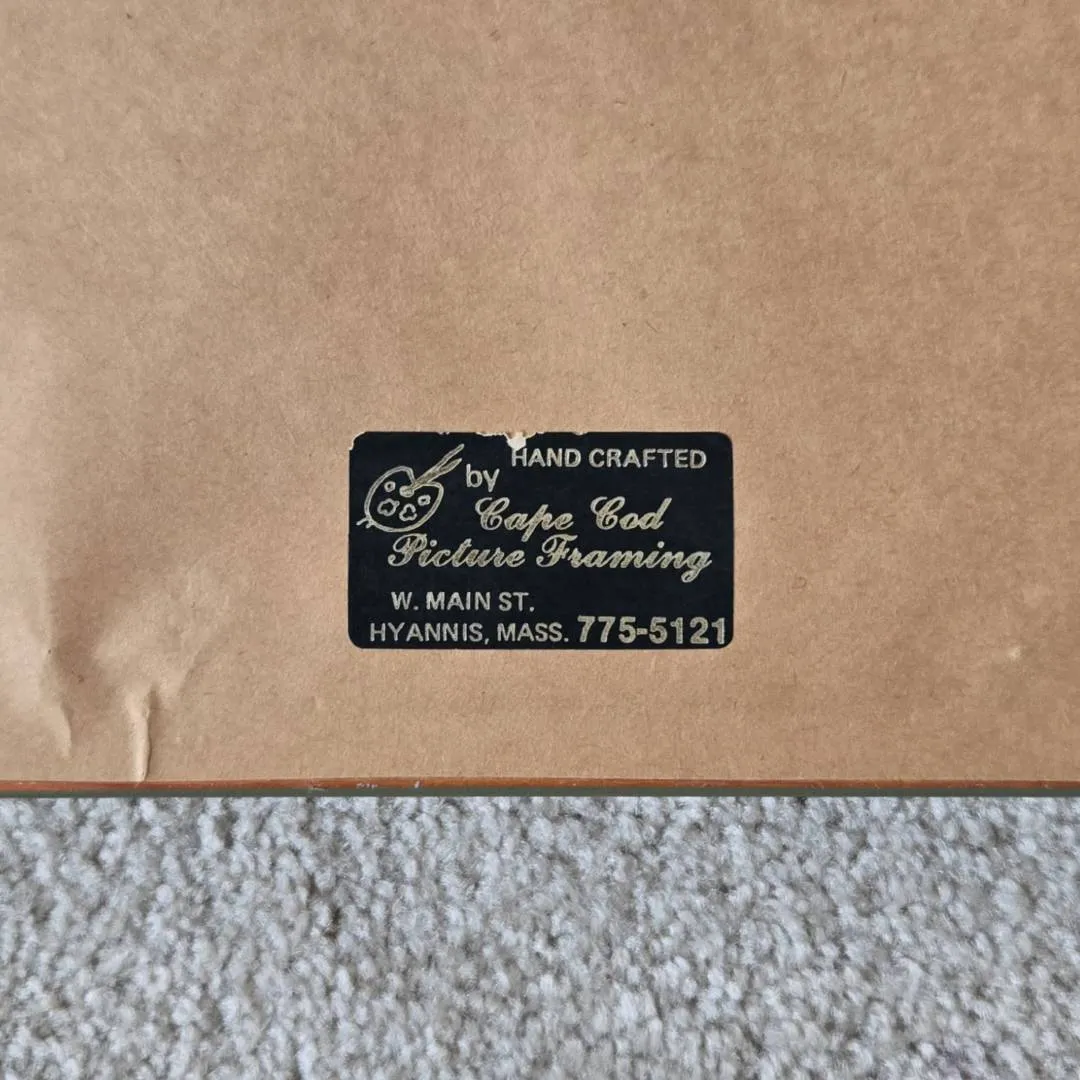 HAND CRAFTED
by
Cape Cod
Picture Framing
W. MAIN ST.
HYANNIS, MASS. 775-5121